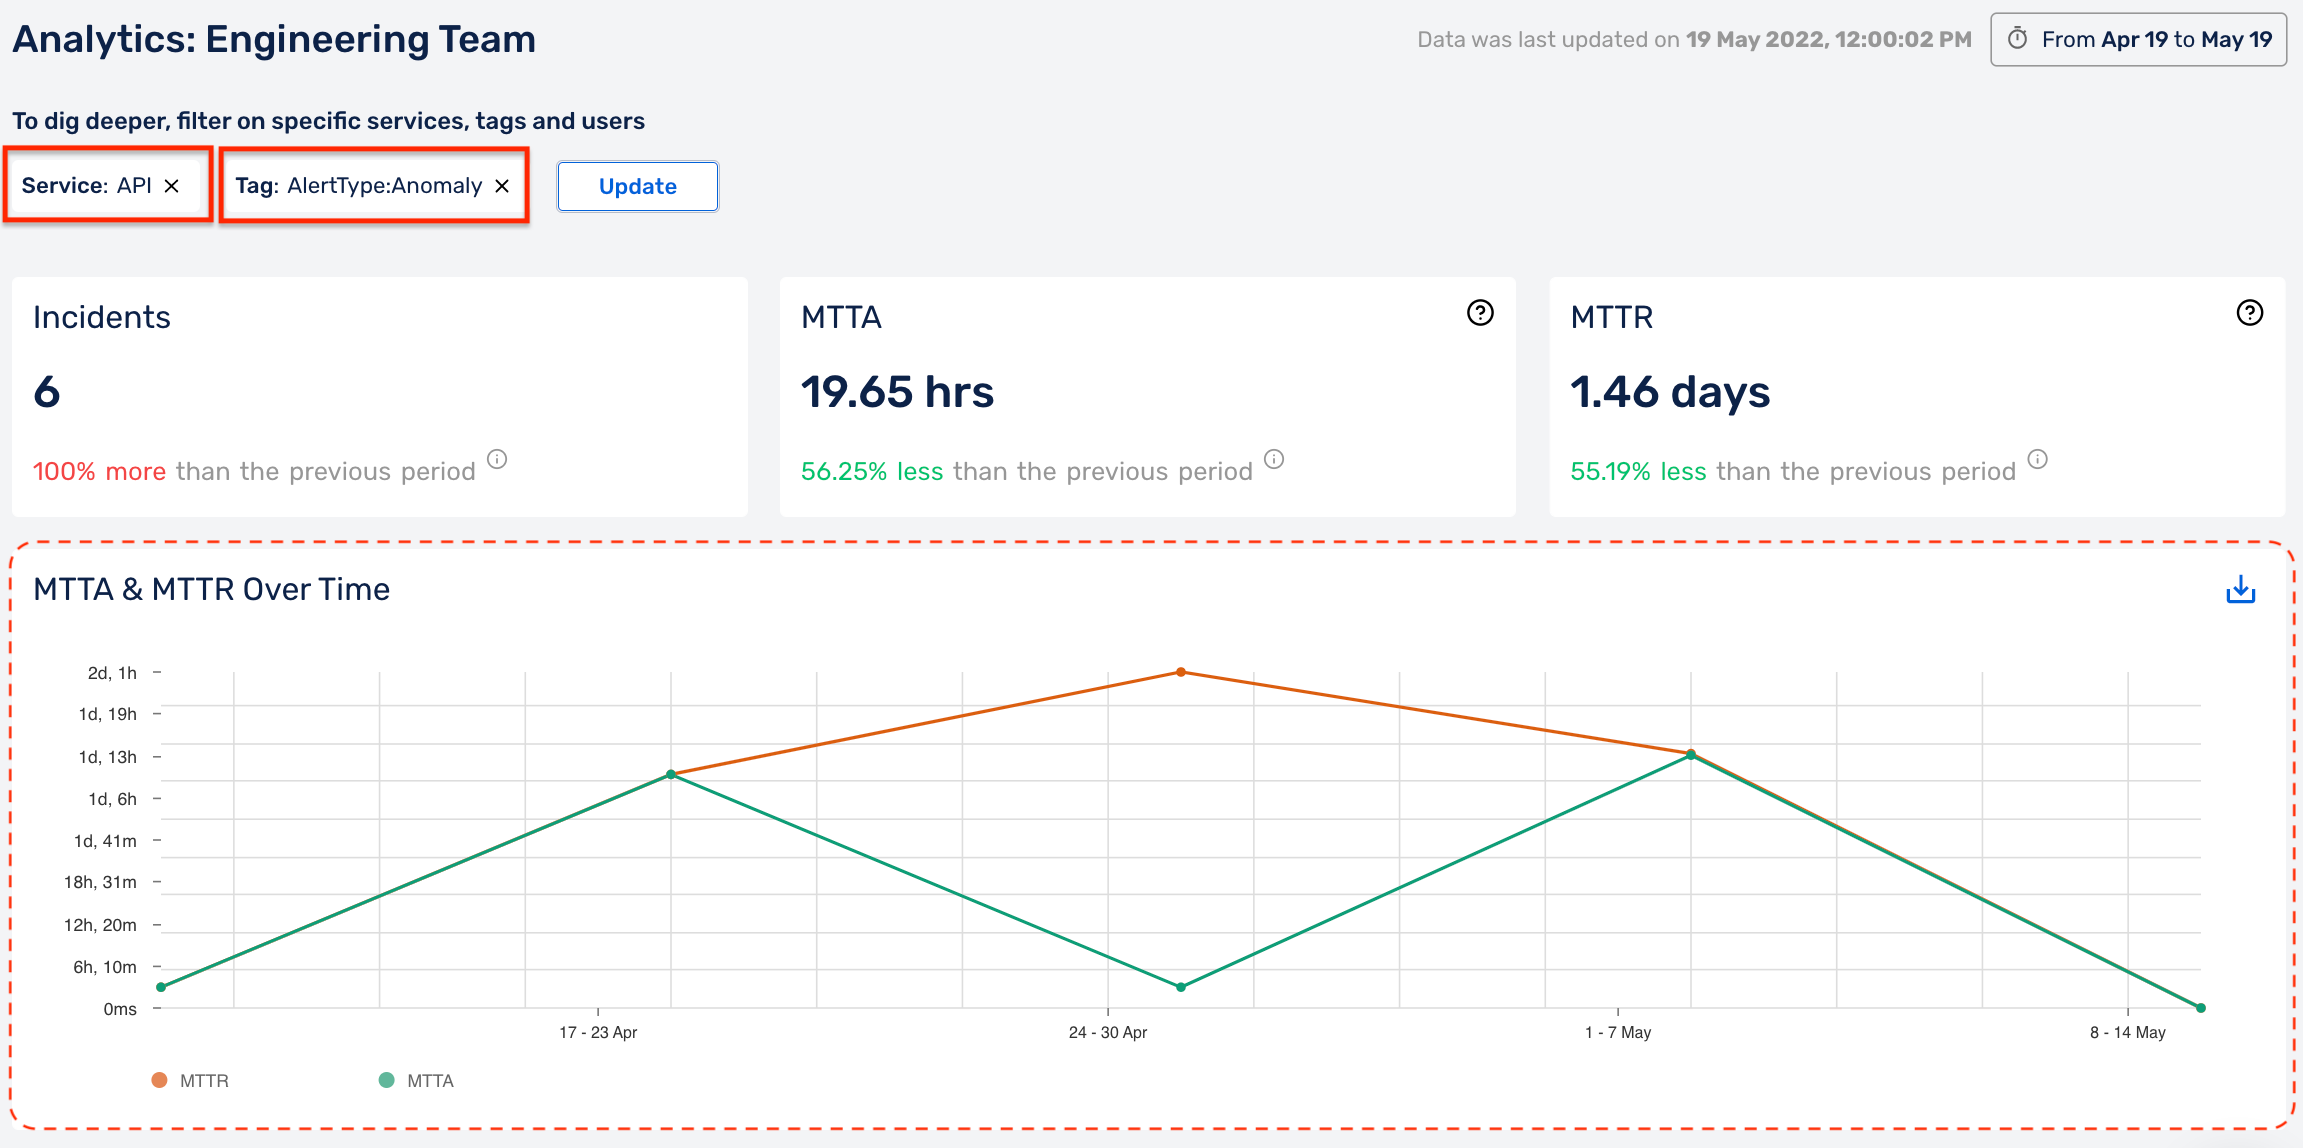 Analytics: Engineering Team
Data was last updated on 19 May 2022, 12:00:02 PM
From Apr 19 to May 19
To dig deeper, filter on specific services, tags and users
Service: API ×
Tag: AlertType:Anomaly ×
Update
Incidents
6
100% more than the previous period
MTTA
19.65 hrs
56.25% less than the previous period
MTTR
1.46 days
55.19% less than the previous period
MTTA & MTTR Over Time
2d, 1h
1d, 19h
1d, 13h
1d, 6h
1d, 41m
18h, 31m
12h, 20m
6h, 10m
0ms
17 - 23 Apr
24 - 30 Apr
1 - 7 May
8 - 14 May
MTTR
MTTA